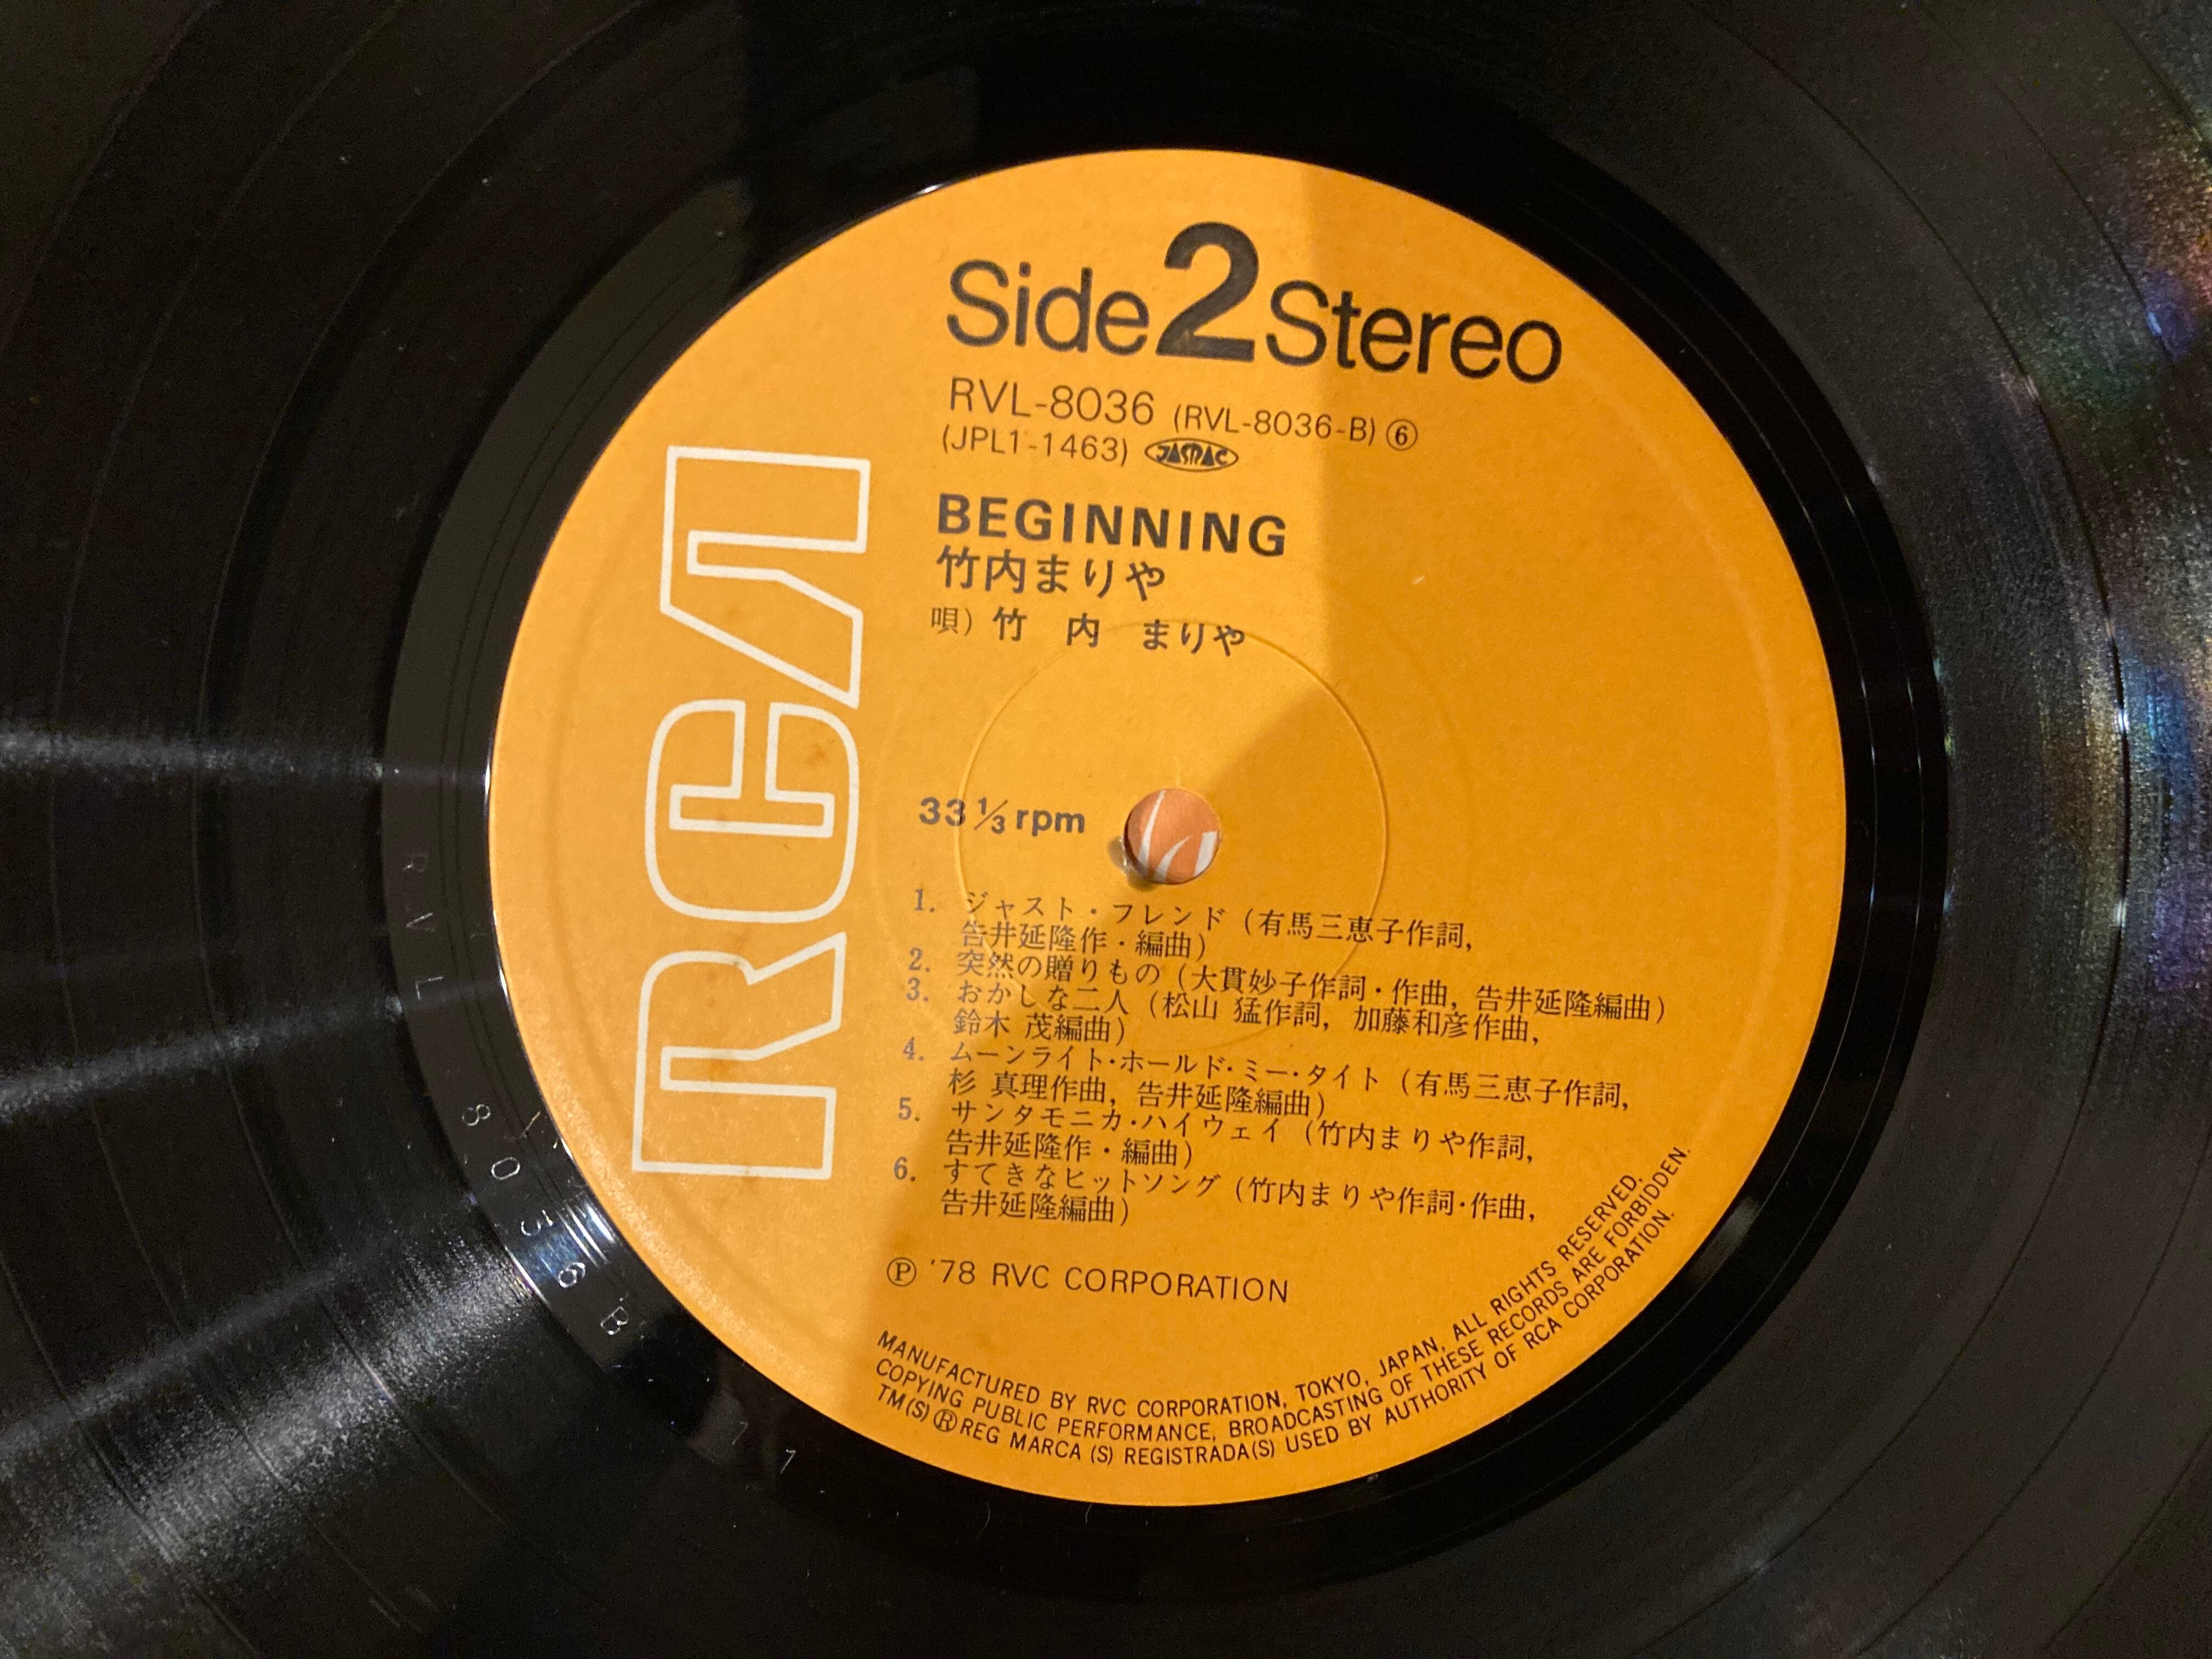 Side 2 Stereo
RVL-8036 (RVL-8036-B) ⑥
(JPL1-1463) JASRAC
BEGINNING
竹内まりや
唄) 竹 内 まりや
RCA
33 1/3 rpm
1. ジャスト・フレンド (有馬三恵子作詞,
告井延隆作・編曲)
2. 突然の贈りもの (大貫妙子作詞・作曲, 告井延隆編曲)
3. おかしな二人 (松山 猛作詞, 加藤和彦作曲,
鈴木 茂編曲)
4. ムーンライト・ホールド・ミー・タイト (有馬三恵子作詞,
杉 真理作曲, 告井延隆編曲)
5. サンタモニカ・ハイウェイ (竹内まりや作詞,
告井延隆作・編曲)
6. すてきなヒットソング (竹内まりや作詞・作曲,
告井延隆編曲)
Ⓟ '78 RVC CORPORATION
MANUFACTURED BY RVC CORPORATION, TOKYO, JAPAN, ALL RIGHTS RESERVED,
COPYING PUBLIC PERFORMANCE, BROADCASTING OF THESE RECORDS ARE FORBIDDEN.
TM(S) ® REG MARCA (S) REGISTRADA(S) USED BY AUTHORITY OF RCA CORPORATION.
RVL 8036 B